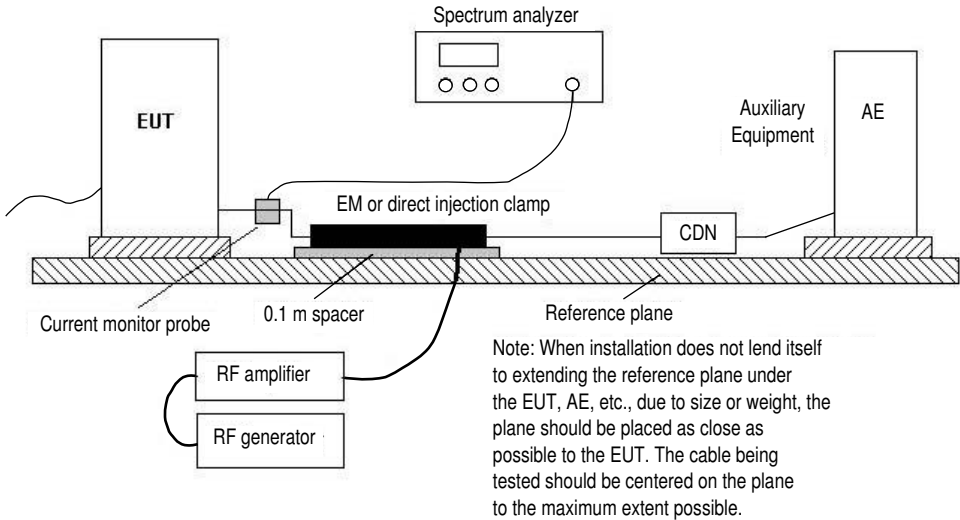 Spectrum analyzer
EUT
Auxiliary
Equipment
AE
EM or direct injection clamp
CDN
Current monitor probe
0.1 m spacer
Reference plane
RF amplifier
RF generator
Note: When installation does not lend itself
to extending the reference plane under
the EUT, AE, etc., due to size or weight, the
plane should be placed as close as
possible to the EUT. The cable being
tested should be centered on the plane
to the maximum extent possible.